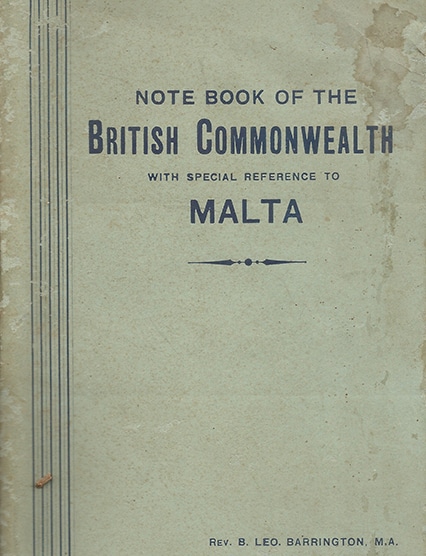 NOTE BOOK OF THE
BRITISH COMMONWEALTH
WITH SPECIAL REFERENCE TO
MALTA
REV. B. LEO. BARRINGTON, M.A.